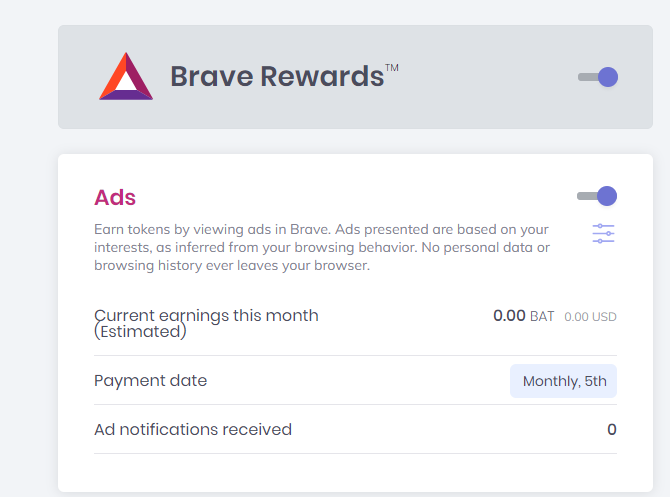 Brave Rewards™
Ads
Earn tokens by viewing ads in Brave. Ads presented are based on your
interests, as inferred from your browsing behavior. No personal data or
browsing history ever leaves your browser.
Current earnings this month
(Estimated)
0.00 BAT 0.00 USD
Payment date
Monthly, 5th
Ad notifications received
0